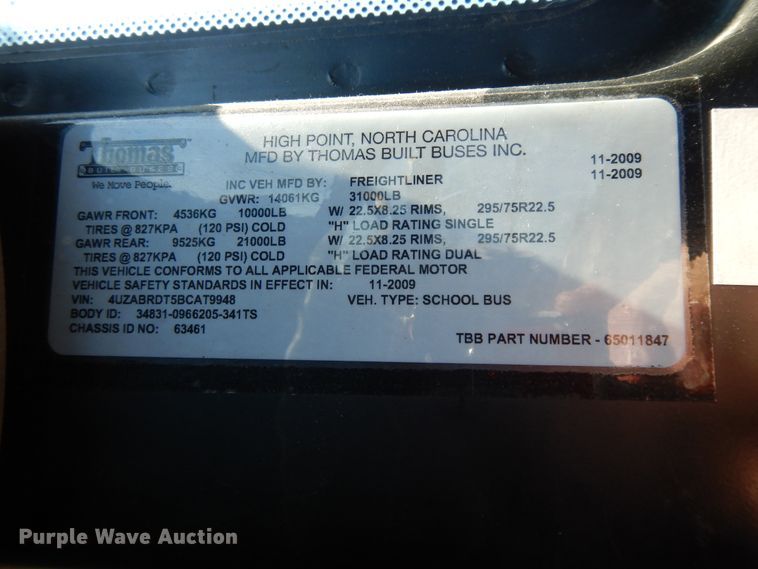 Thomas
BUILT BUSES
We Move People.
HIGH POINT, NORTH CAROLINA
MFD BY THOMAS BUILT BUSES INC. 11-2009
INC VEH MFD BY: FREIGHTLINER 11-2009
GVWR: 14061KG 31000LB
GAWR FRONT: 4536KG 10000LB W/ 22.5X8.25 RIMS, 295/75R22.5
TIRES @ 827KPA (120 PSI) COLD "H" LOAD RATING SINGLE
GAWR REAR: 9525KG 21000LB W/ 22.5X8.25 RIMS, 295/75R22.5
TIRES @ 827KPA (120 PSI) COLD "H" LOAD RATING DUAL
THIS VEHICLE CONFORMS TO ALL APPLICABLE FEDERAL MOTOR
VEHICLE SAFETY STANDARDS IN EFFECT IN: 11-2009
VIN: 4UZABRDT5BCAT9948 VEH. TYPE: SCHOOL BUS
BODY ID: 34831-0966205-341TS
CHASSIS ID NO: 63461 TBB PART NUMBER - 65011847
Purple Wave Auction